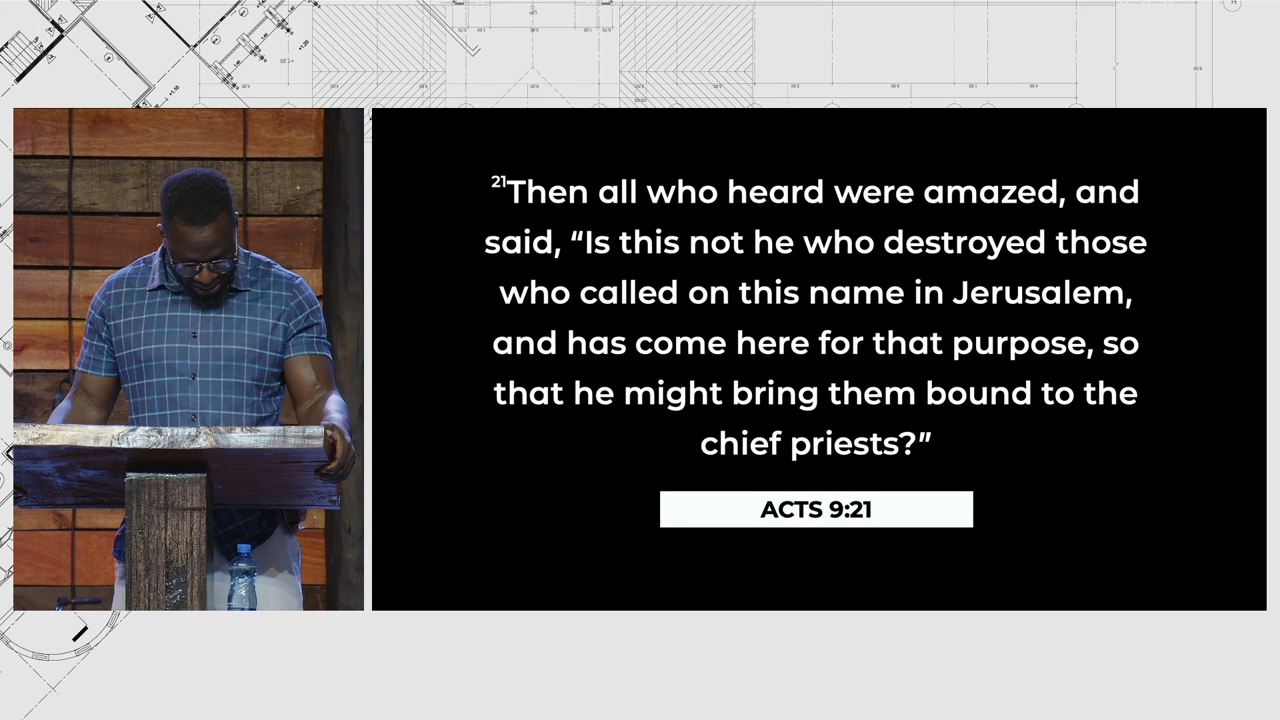 ²¹Then all who heard were amazed, and
said, “Is this not he who destroyed those
who called on this name in Jerusalem,
and has come here for that purpose, so
that he might bring them bound to the
chief priests?”
ACTS 9:21